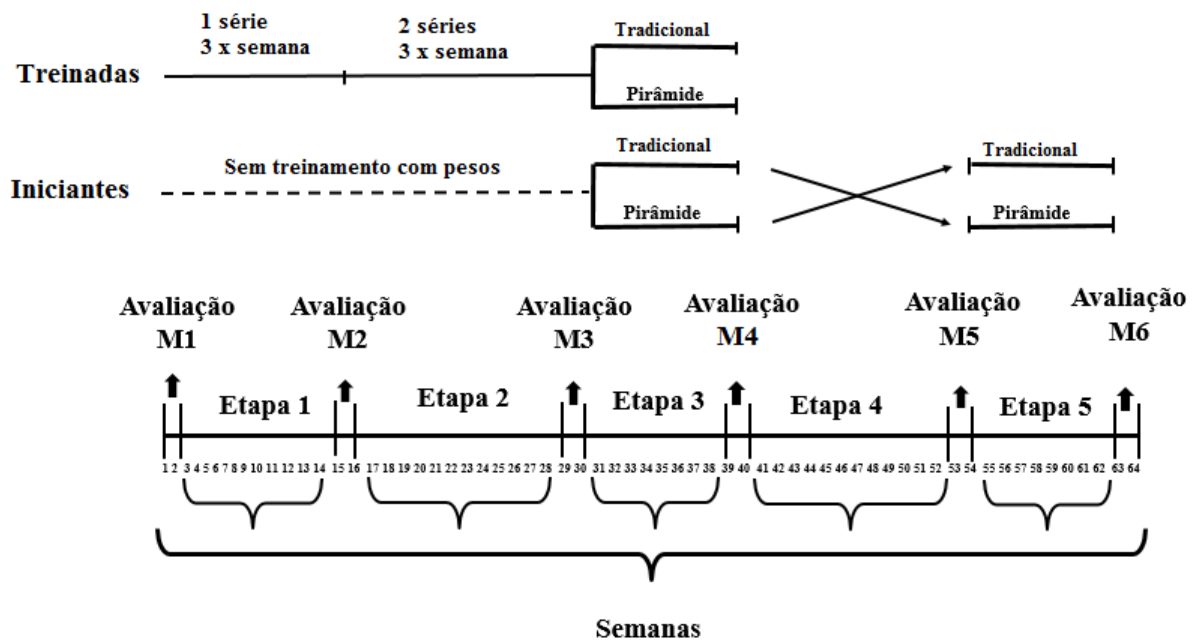 1 série
3 x semana
2 séries
3 x semana
Tradicional
Treinadas
Pirâmide
Tradicional
Tradicional
Sem treinamento com pesos
Iniciantes
Pirâmide
Pirâmide
Avaliação
M1
Avaliação
M2
Avaliação
M3
Avaliação
M4
Avaliação
M5
Avaliação
M6
Etapa 1
Etapa 2
Etapa 3
Etapa 4
Etapa 5
1 2 3 4 5 6 7 8 9 10 11 12 13 14 15 16 17 18 19 20 21 22 23 24 25 26 27 28 29 30 31 32 33 34 35 36 37 38 39 40 41 42 43 44 45 46 47 48 49 50 51 52 53 54 55 56 57 58 59 60 61 62 63 64
Semanas